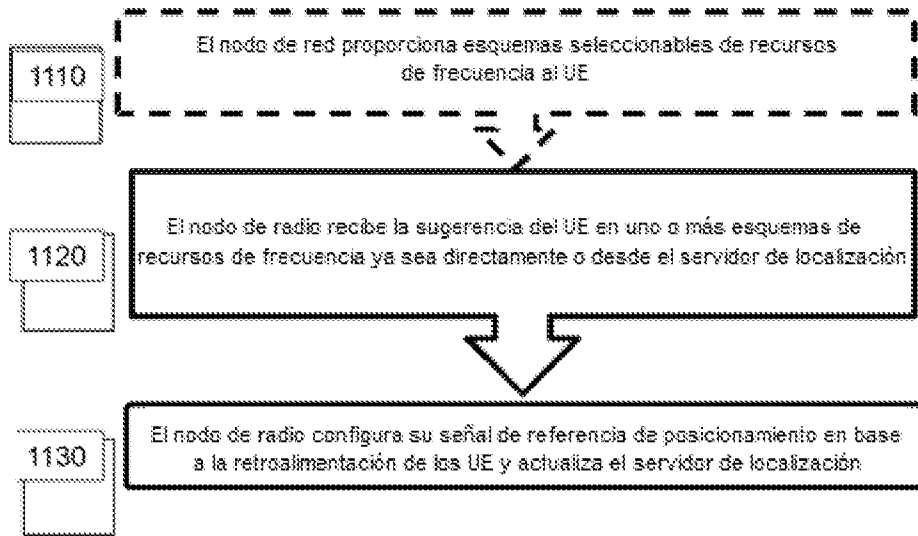 1110
El nodo de red proporciona esquemas seleccionables de recursos
de frecuencia al UE
1120
El nodo de radio recibe la sugerencia del UE en uno o más esquemas de
recursos de frecuencia ya sea directamente o desde el servidor de localización
1130
El nodo de radio configura su señal de referencia de posicionamiento en base
a la retroalimentación de los UE y actualiza el servidor de localización